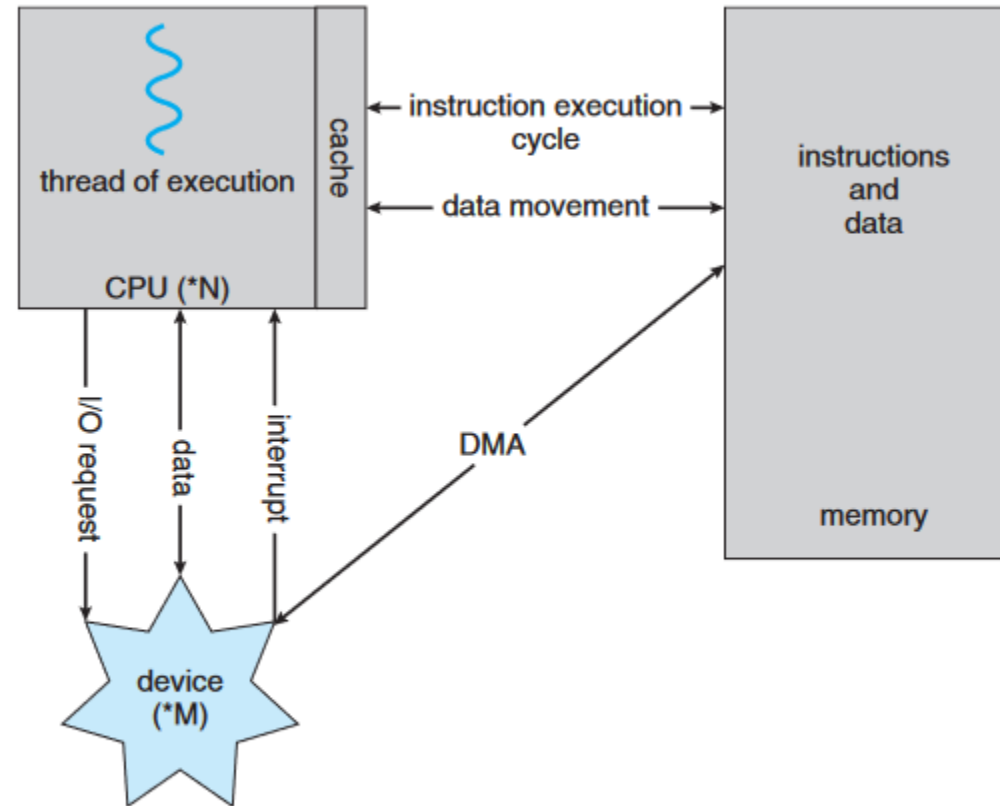 thread of execution
cache
CPU (*N)
instruction execution
cycle
data movement
instructions
and
data
memory
I/O request
data
interrupt
DMA
device
(*M)